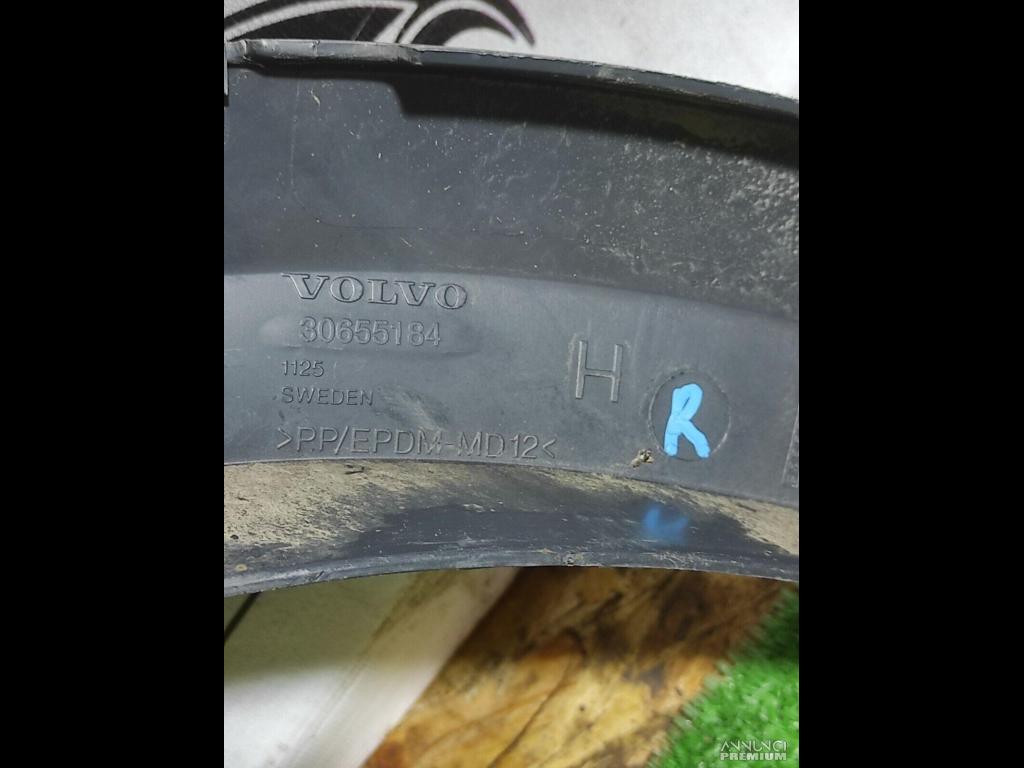 VOLVO
30655184
1125
SWEDEN
H
R
>PP/EPDM-MD12<
ANNUNCI
PREMIUM